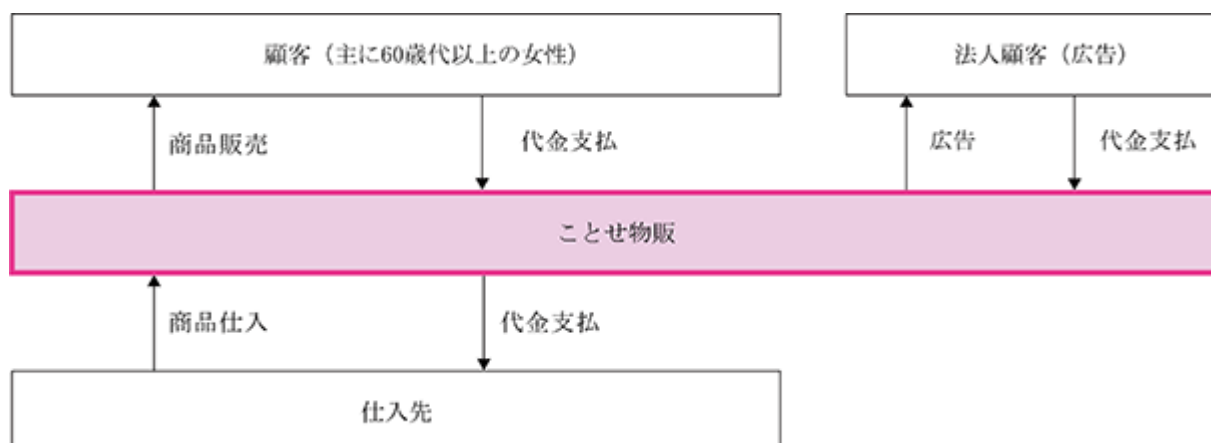 顧客（主に60歳代以上の女性）
法人顧客（広告）
商品販売
代金支払
広告
代金支払
ことせ物販
商品仕入
代金支払
仕入先